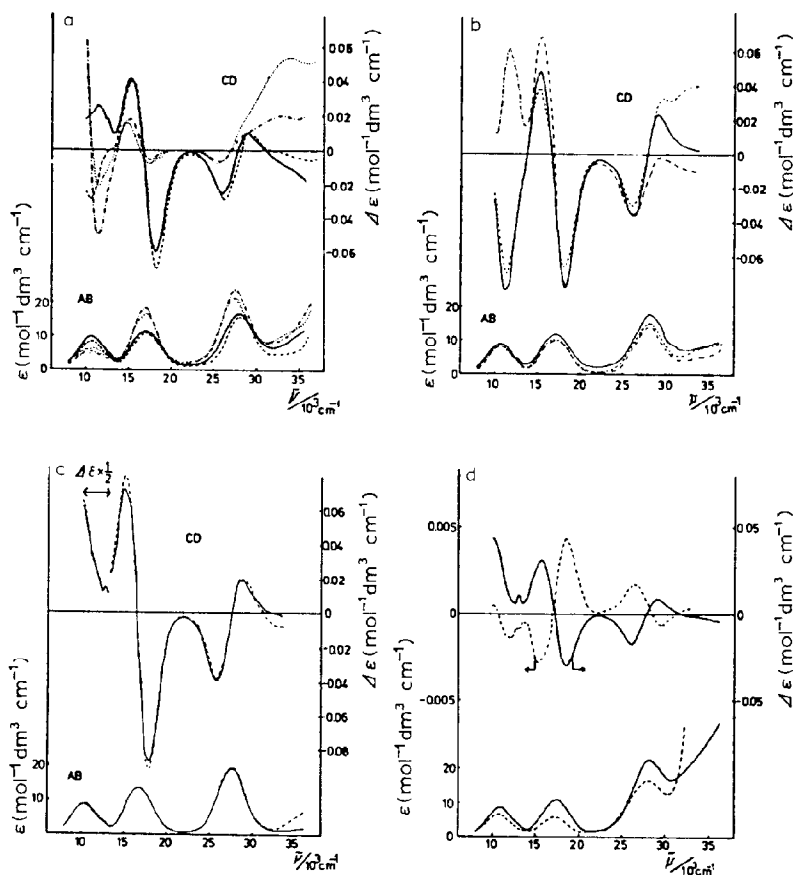 a
CD
0.06
0.04
0.02
0
-0.02
-0.04
-0.06
Δε (mol⁻¹dm³ cm⁻¹)
ε (mol⁻¹dm³ cm⁻¹)
AB
20
10
0
10 15 20 25 30 35
ν̃/10³cm⁻¹
b
CD
0.06
0.04
0.02
0
-0.02
-0.04
-0.06
Δε (mol⁻¹dm³ cm⁻¹)
ε (mol⁻¹dm³ cm⁻¹)
AB
20
10
0
10 15 20 25 30 35
ν̃/10³cm⁻¹
c
Δε×½
CD
0.06
0.04
0.02
0
0.02
0.04
0.06
0.08
Δε (mol⁻¹dm³ cm⁻¹)
ε (mol⁻¹dm³ cm⁻¹)
AB
20
10
10 15 20 25 30 35
ν̃/10³cm⁻¹
d
0.005
0
-0.005
0.05
0
0.05
Δε (mol⁻¹dm³ cm⁻¹)
ε (mol⁻¹dm³ cm⁻¹)
20
10
0
10 15 20 25 30 35
ν̃/10³cm⁻¹